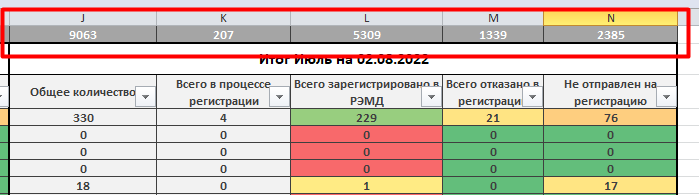 J K L M N
9063 207 5309 1339 2385
Итог Июль на 02.08.2022
Общее количество Всего в процессе регистрации Всего зарегистрировано в РЭМД Всего отказано в регистрации Не отправлен на регистрацию
330 4 229 21 76
0 0 0 0 0
0 0 0 0 0
0 0 0 0 0
18 0 1 0 17